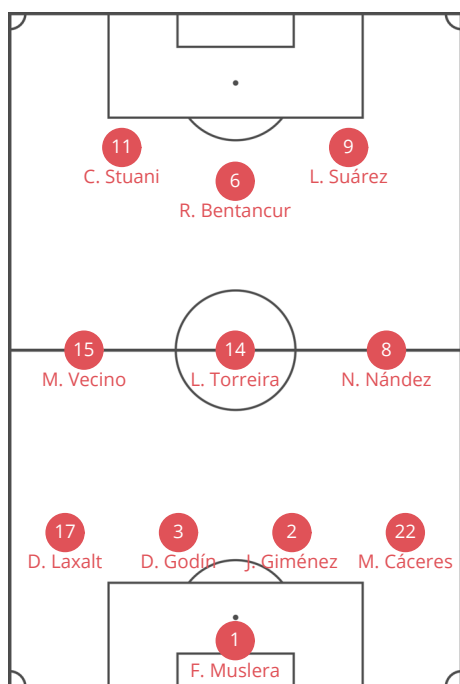 11
C. Stuani
9
L. Suárez
6
R. Bentancur
15
M. Vecino
14
L. Torreira
8
N. Nández
17
D. Laxalt
3
D. Godín
2
J. Giménez
22
M. Cáceres
1
F. Muslera